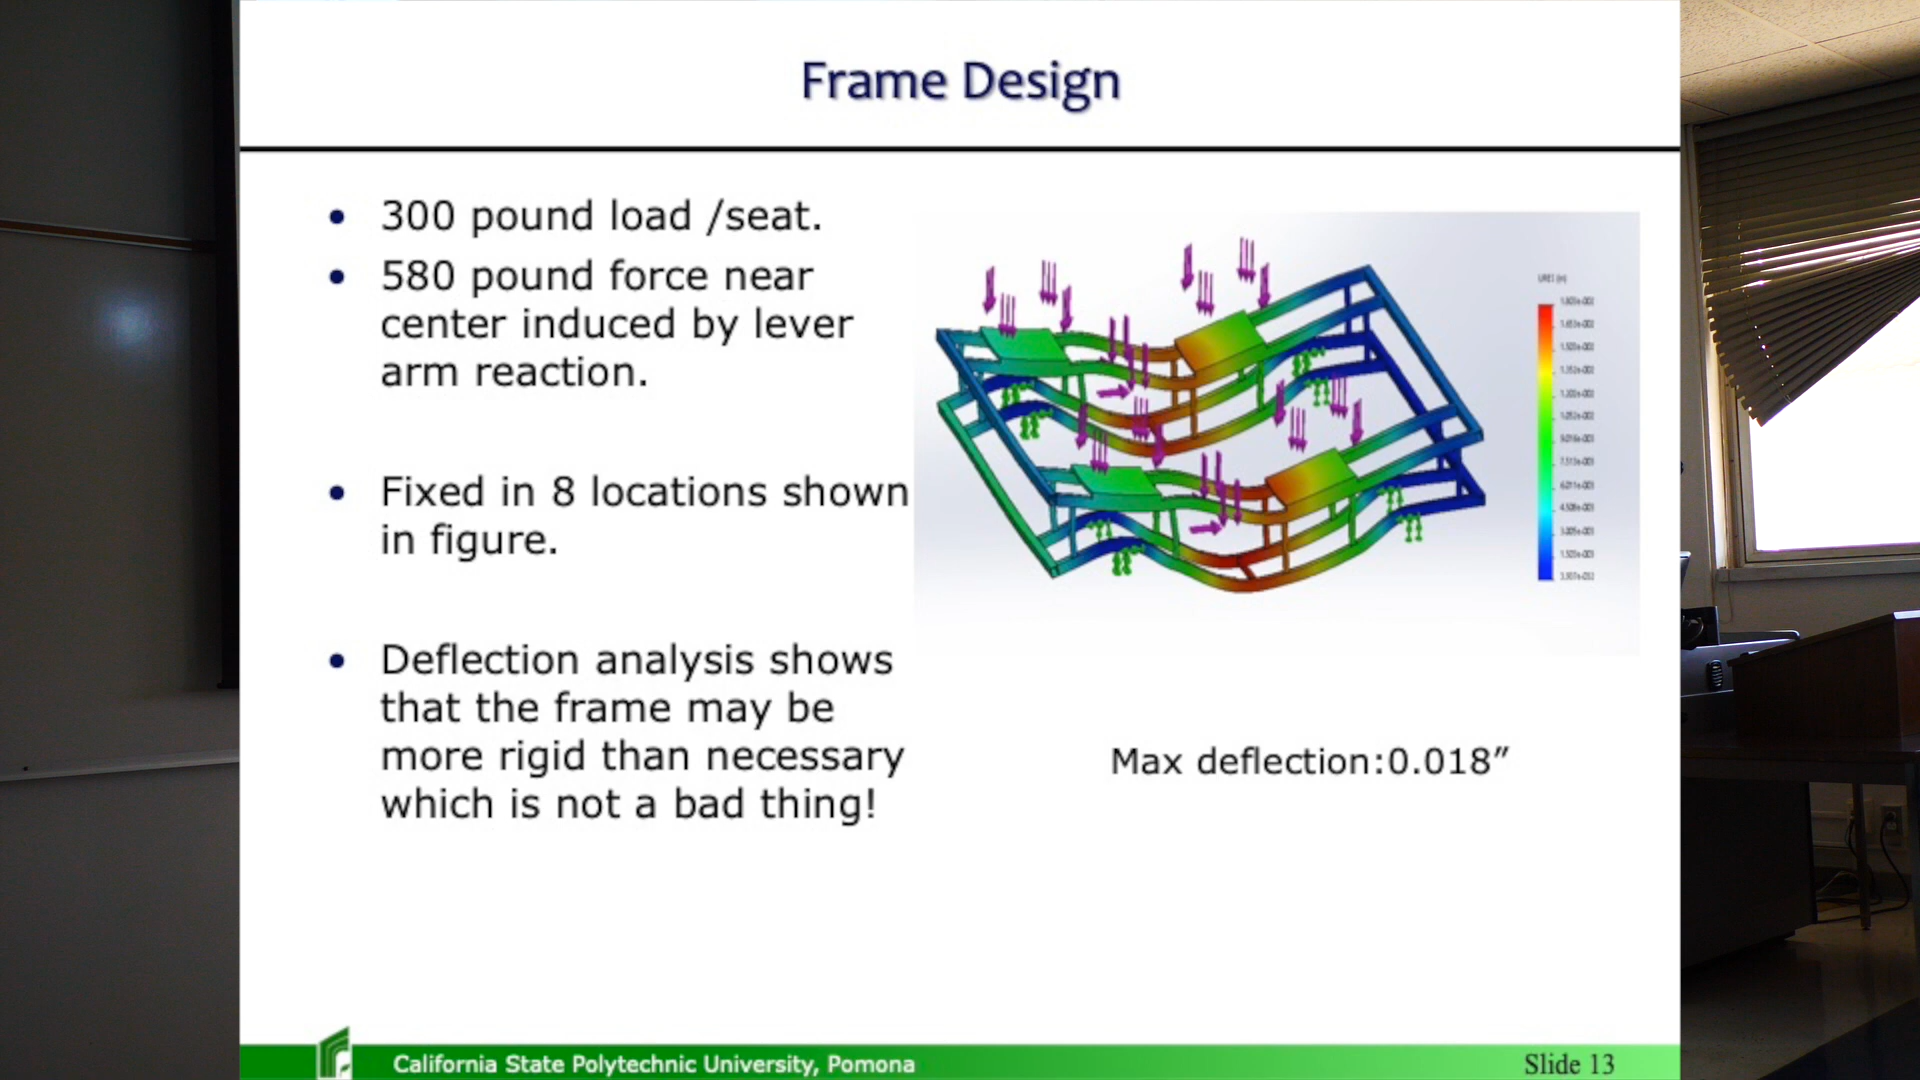 Frame Design
300 pound load /seat.
580 pound force near
center induced by lever
arm reaction.
Fixed in 8 locations shown
in figure.
Deflection analysis shows
that the frame may be
more rigid than necessary
which is not a bad thing!
Max deflection:0.018”
California State Polytechnic University, Pomona
Slide 13